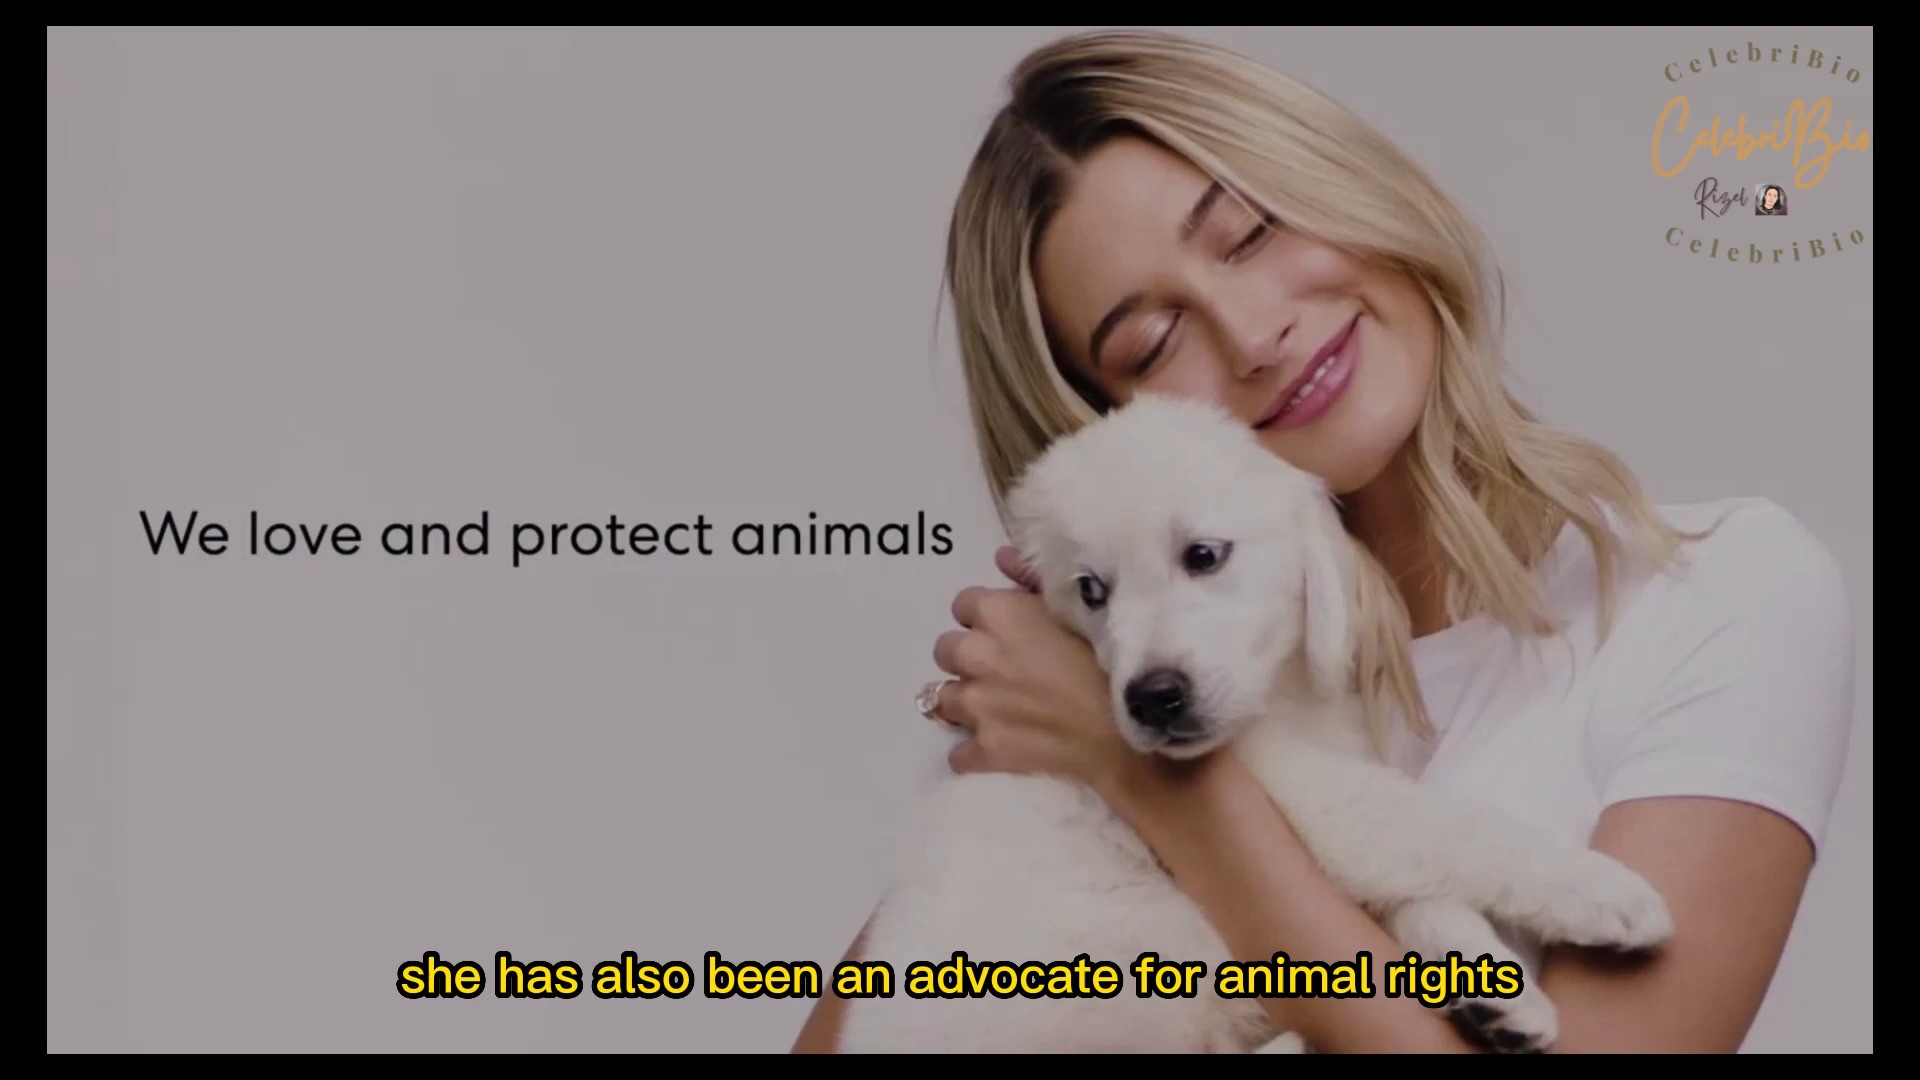 CelebriBio
CelebriBio
Rizel
CelebriBio
We love and protect animals
she has also been an advocate for animal rights